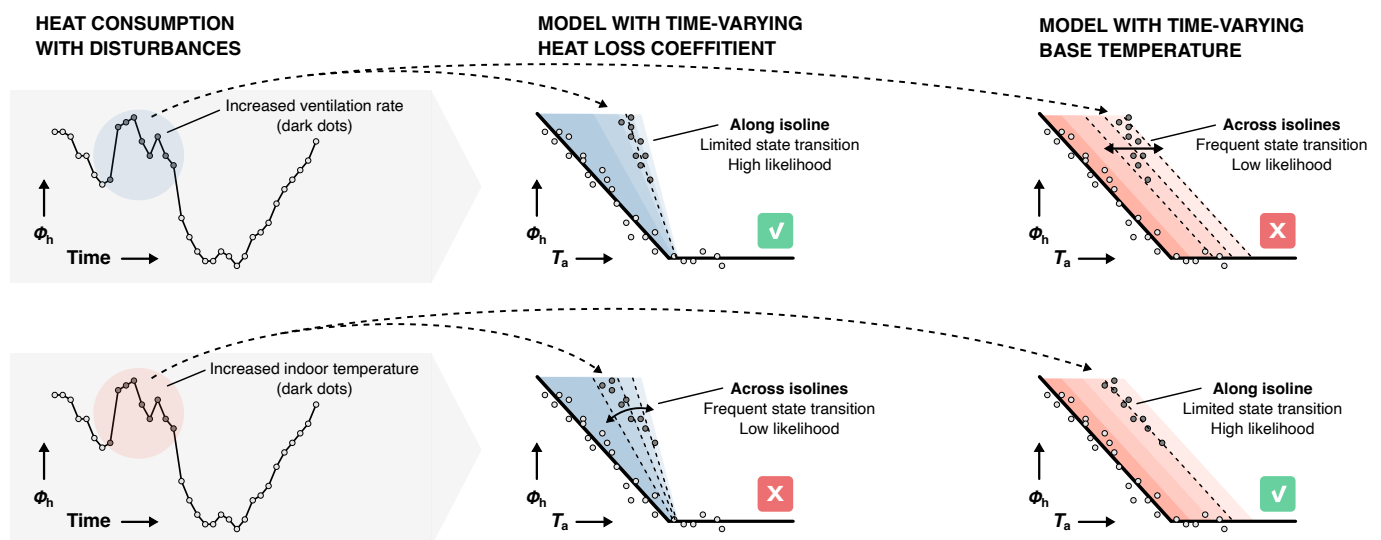 HEAT CONSUMPTION
WITH DISTURBANCES
MODEL WITH TIME-VARYING
HEAT LOSS COEFFITIENT
MODEL WITH TIME-VARYING
BASE TEMPERATURE
Increased ventilation rate
(dark dots)
Φh
Time
Along isoline
Limited state transition
High likelihood
Φh
Ta
√
Across isolines
Frequent state transition
Low likelihood
Φh
Ta
X
Increased indoor temperature
(dark dots)
Φh
Time
Across isolines
Frequent state transition
Low likelihood
Φh
Ta
X
Along isoline
Limited state transition
High likelihood
Φh
Ta
√